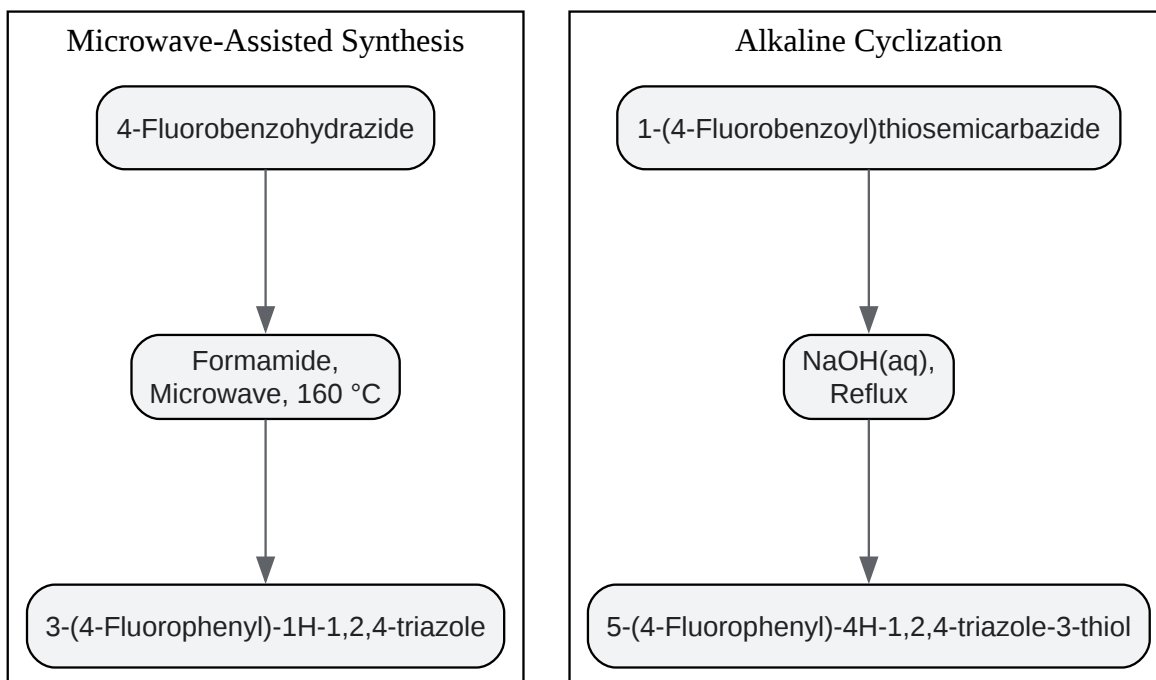 Microwave-Assisted Synthesis
4-Fluorobenzohydrazide
Formamide,
Microwave, 160 °C
3-(4-Fluorophenyl)-1H-1,2,4-triazole
Alkaline Cyclization
1-(4-Fluorobenzoyl)thiosemicarbazide
NaOH(aq),
Reflux
5-(4-Fluorophenyl)-4H-1,2,4-triazole-3-thiol